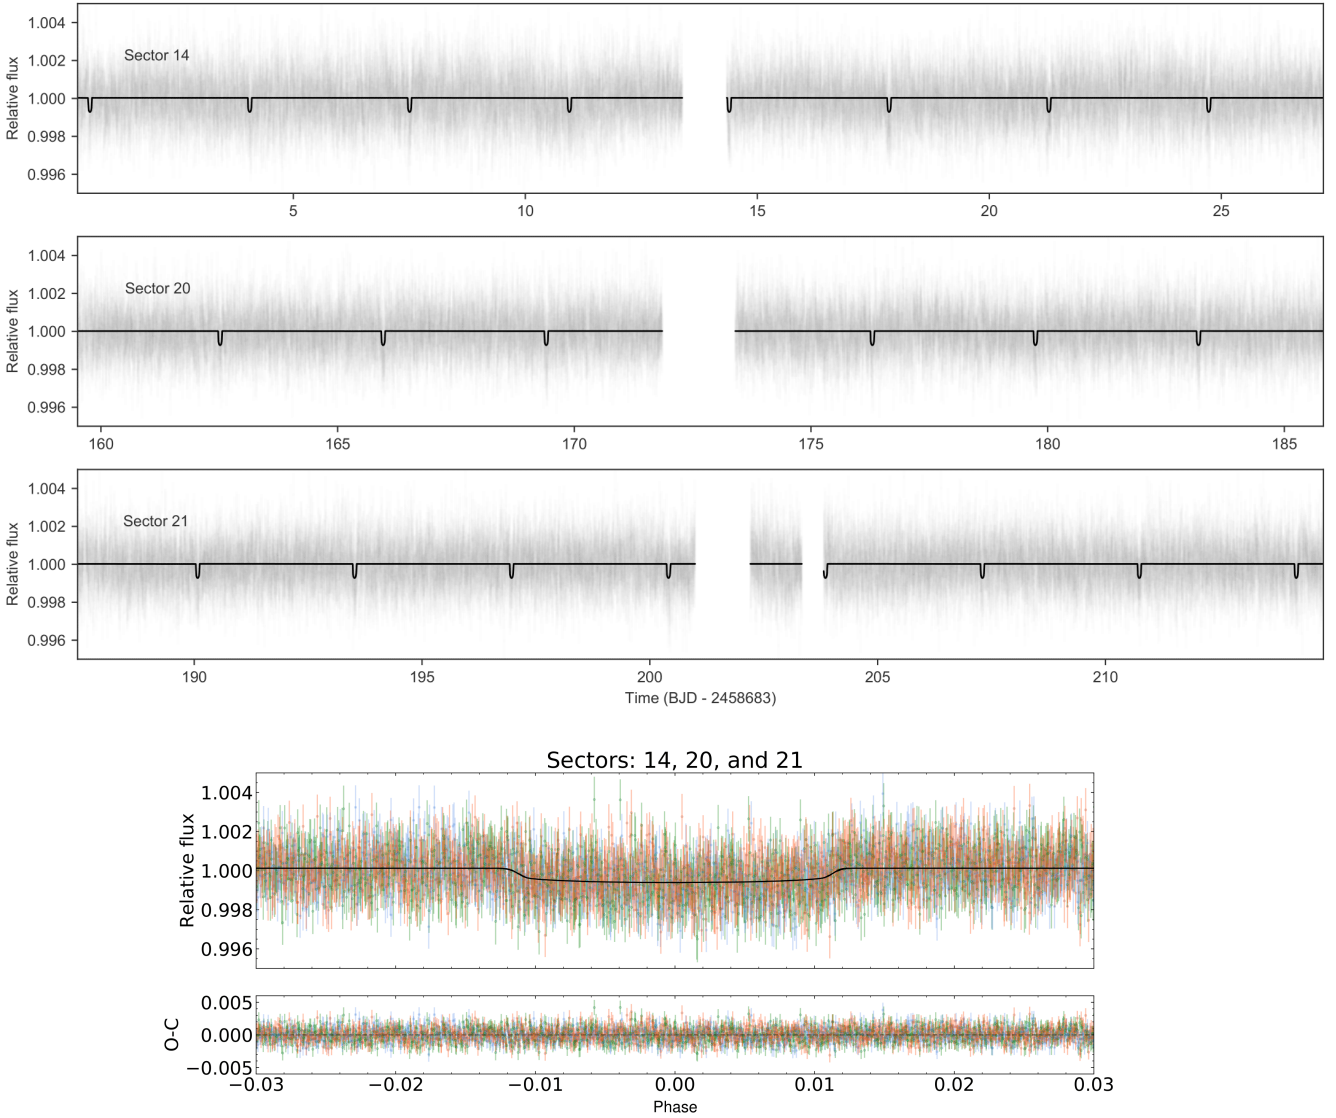 1.004
1.002
1.000
0.998
0.996
Relative flux
Sector 14
5 10 15 20 25
1.004
1.002
1.000
0.998
0.996
Relative flux
Sector 20
160 165 170 175 180 185
1.004
1.002
1.000
0.998
0.996
Relative flux
Sector 21
190 195 200 205 210
Time (BJD - 2458683)
Sectors: 14, 20, and 21
1.004
1.002
1.000
0.998
0.996
Relative flux
0.005
0.000
−0.005
O-C
−0.03 −0.02 −0.01 0.00 0.01 0.02 0.03
Phase